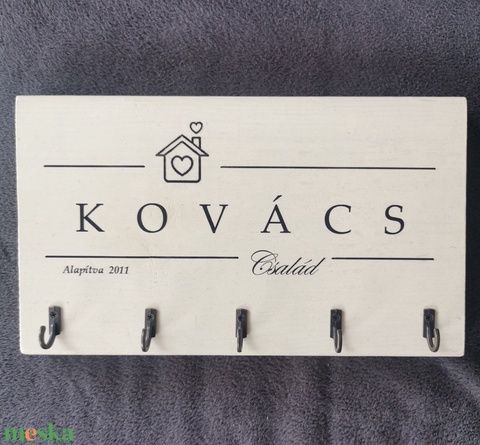 KOVÁCS
Alapítva 2011 Család
meska